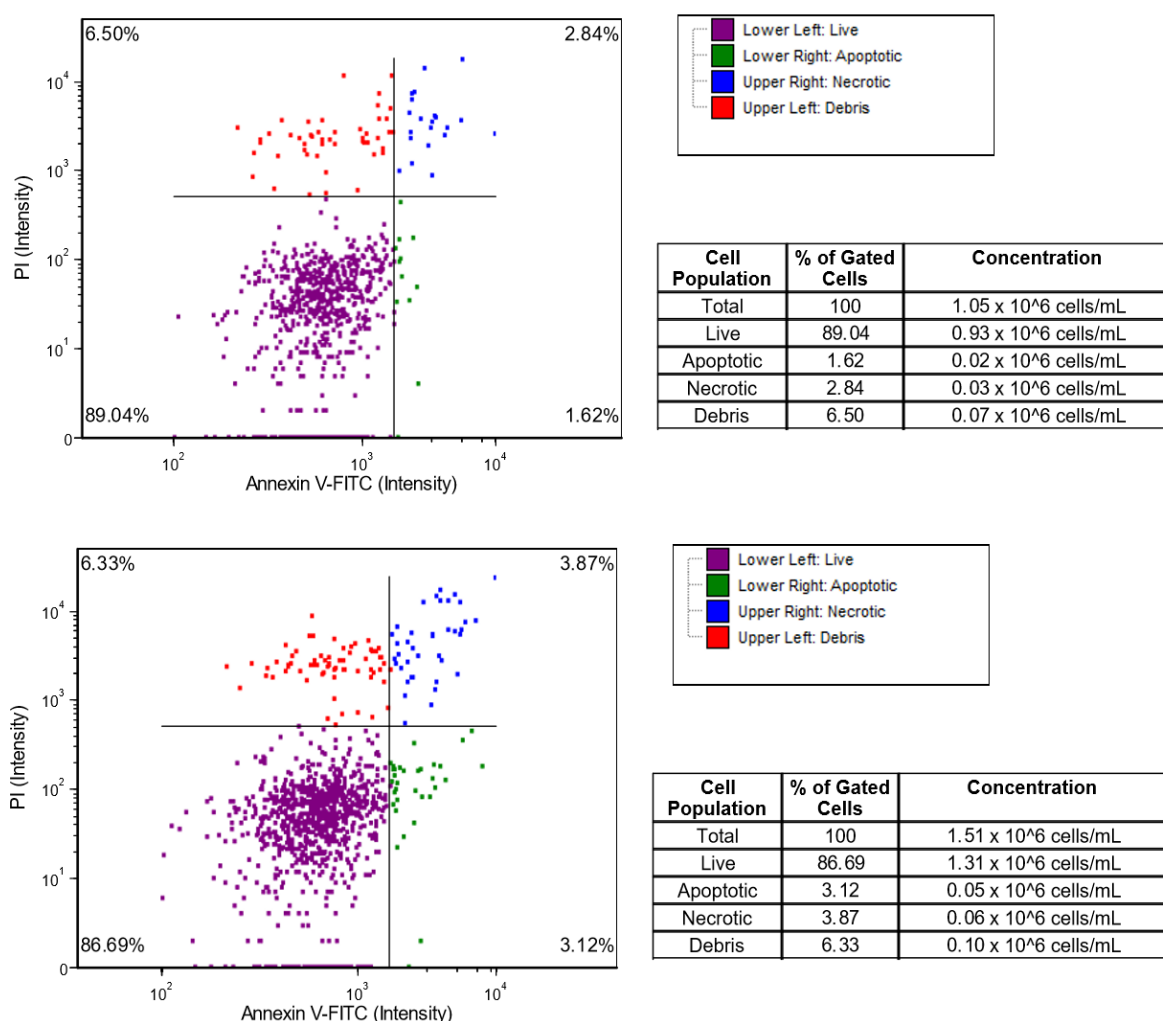 6.50% 2.84%
10^4
10^3
10^2
10^1
0
PI (Intensity)
89.04% 1.62%
10^2 10^3 10^4
Annexin V-FITC (Intensity)
Lower Left: Live
Lower Right: Apoptotic
Upper Right: Necrotic
Upper Left: Debris
Cell Population % of Gated Cells Concentration
Total 100 1.05 x 10^6 cells/mL
Live 89.04 0.93 x 10^6 cells/mL
Apoptotic 1.62 0.02 x 10^6 cells/mL
Necrotic 2.84 0.03 x 10^6 cells/mL
Debris 6.50 0.07 x 10^6 cells/mL
6.33% 3.87%
10^4
10^3
10^2
10^1
0
PI (Intensity)
86.69% 3.12%
10^2 10^3 10^4
Annexin V-FITC (Intensity)
Lower Left: Live
Lower Right: Apoptotic
Upper Right: Necrotic
Upper Left: Debris
Cell Population % of Gated Cells Concentration
Total 100 1.51 x 10^6 cells/mL
Live 86.69 1.31 x 10^6 cells/mL
Apoptotic 3.12 0.05 x 10^6 cells/mL
Necrotic 3.87 0.06 x 10^6 cells/mL
Debris 6.33 0.10 x 10^6 cells/mL